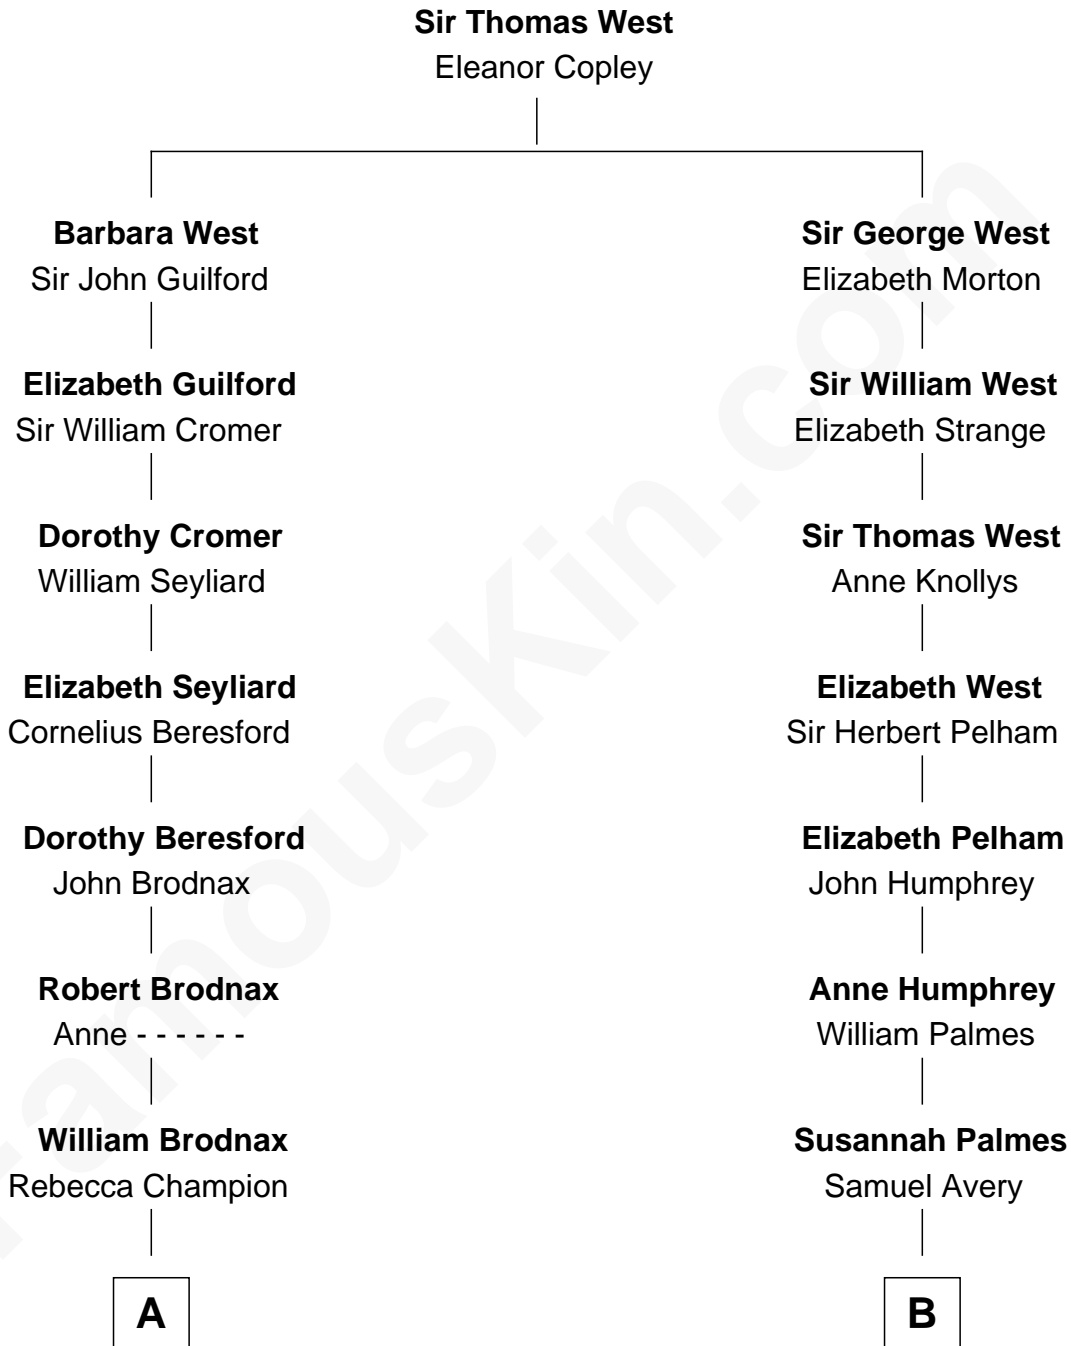 Sir Thomas West
Eleanor Copley
Barbara West
Sir John Guilford
Sir George West
Elizabeth Morton
Elizabeth Guilford
Sir William Cromer
Sir William West
Elizabeth Strange
Dorothy Cromer
William Seyliard
Sir Thomas West
Anne Knollys
Elizabeth Seyliard
Cornelius Beresford
Elizabeth West
Sir Herbert Pelham
Dorothy Beresford
John Brodnax
Elizabeth Pelham
John Humphrey
Robert Brodnax
Anne - - - - - -
Anne Humphrey
William Palmes
William Brodnax
Rebecca Champion
Susannah Palmes
Samuel Avery
A
B
FamousKin.com